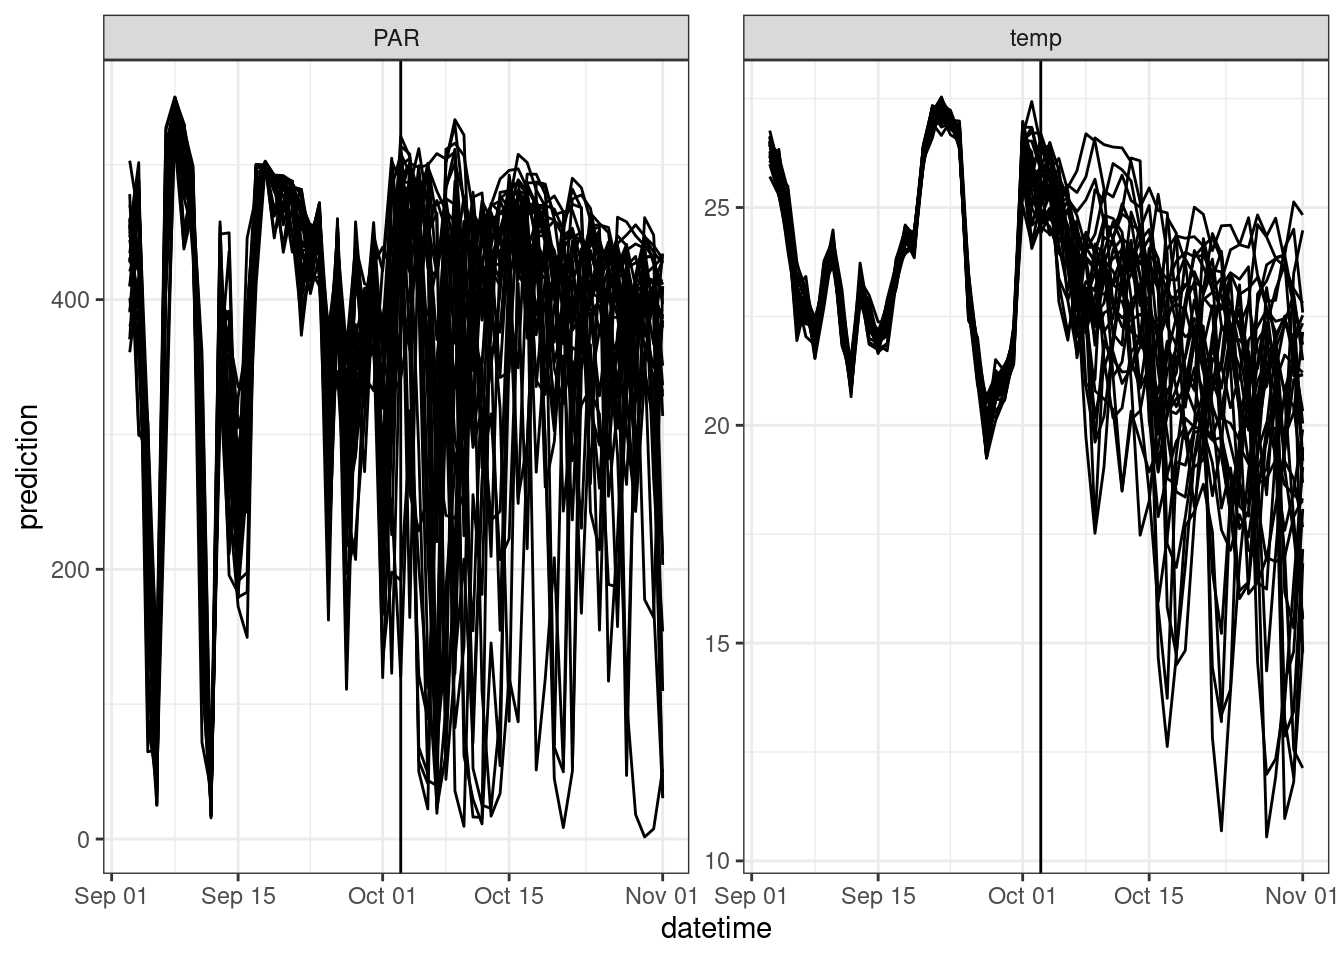 PAR
temp
prediction
400
200
0
25
20
15
10
Sep 01
Sep 15
Oct 01
Oct 15
Nov 01
Sep 01
Sep 15
Oct 01
Oct 15
Nov 01
datetime